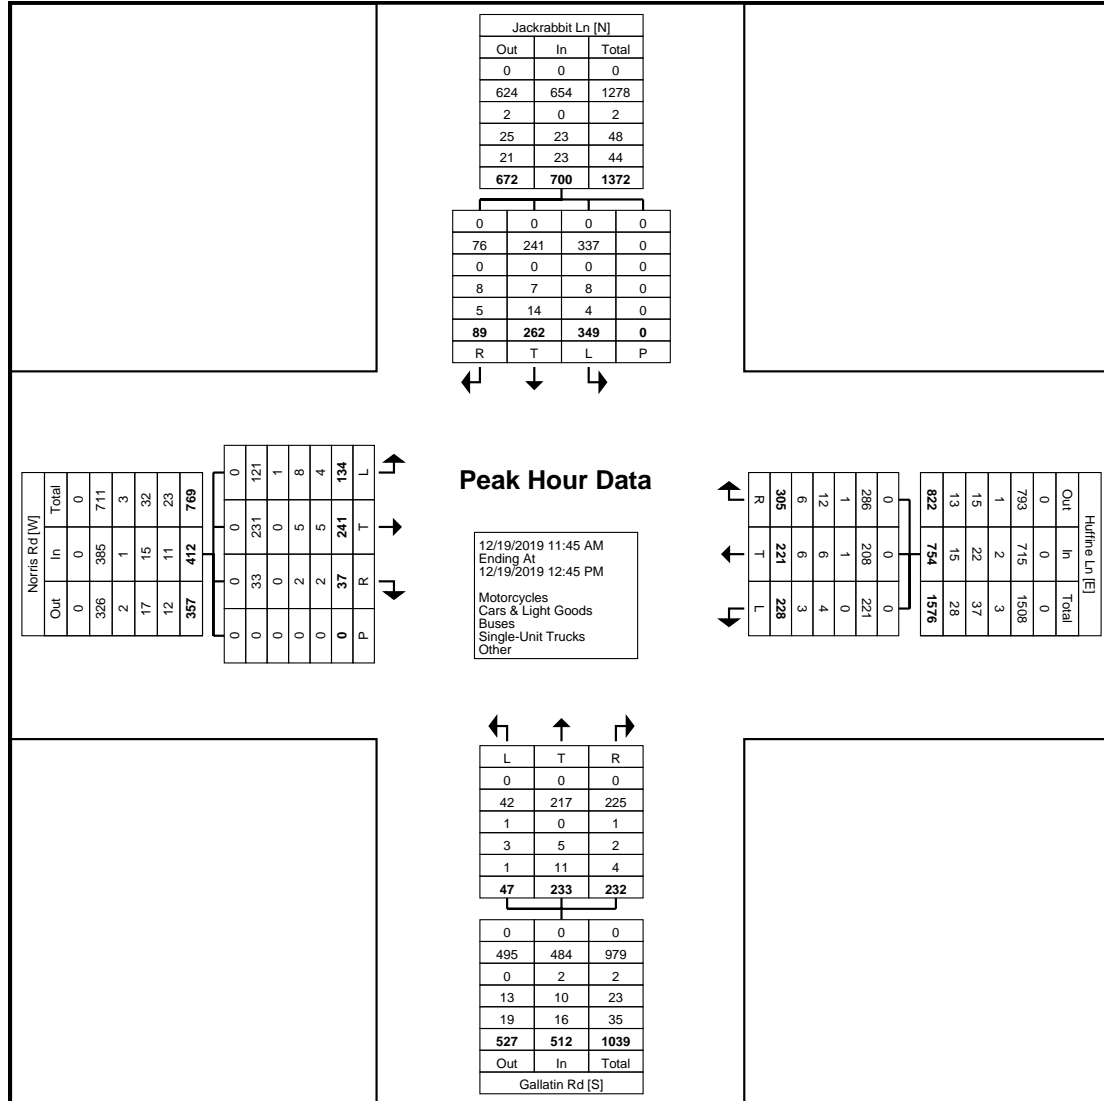 Jackrabbit Ln [N]
Out In Total
0 0 0
624 654 1278
2 0 2
25 23 48
21 23 44
672 700 1372
0 0 0 0
76 241 337 0
0 0 0 0
8 7 8 0
5 14 4 0
89 262 349 0
R T L P
Norris Rd [W]
Total In Out
0 0 0
711 385 326
3 1 2
32 15 17
23 11 12
769 412 357
0 0 0 0
121 231 33 0
1 0 0 0
8 5 2 0
4 5 2 0
134 241 37 0
L T R P
Peak Hour Data
12/19/2019 11:45 AM
Ending At
12/19/2019 12:45 PM
Motorcycles
Cars & Light Goods
Buses
Single-Unit Trucks
Other
Huffine Ln [E]
Out In Total
0 0 0
793 715 1508
1 2 3
15 22 37
13 15 28
822 754 1576
0 0 0
286 208 221
1 1 0
12 6 4
6 6 3
305 221 228
R T L
L T R
0 0 0
42 217 225
1 0 1
3 5 2
1 11 4
47 233 232
0 0 0
495 484 979
0 2 2
13 10 23
19 16 35
527 512 1039
Out In Total
Gallatin Rd [S]